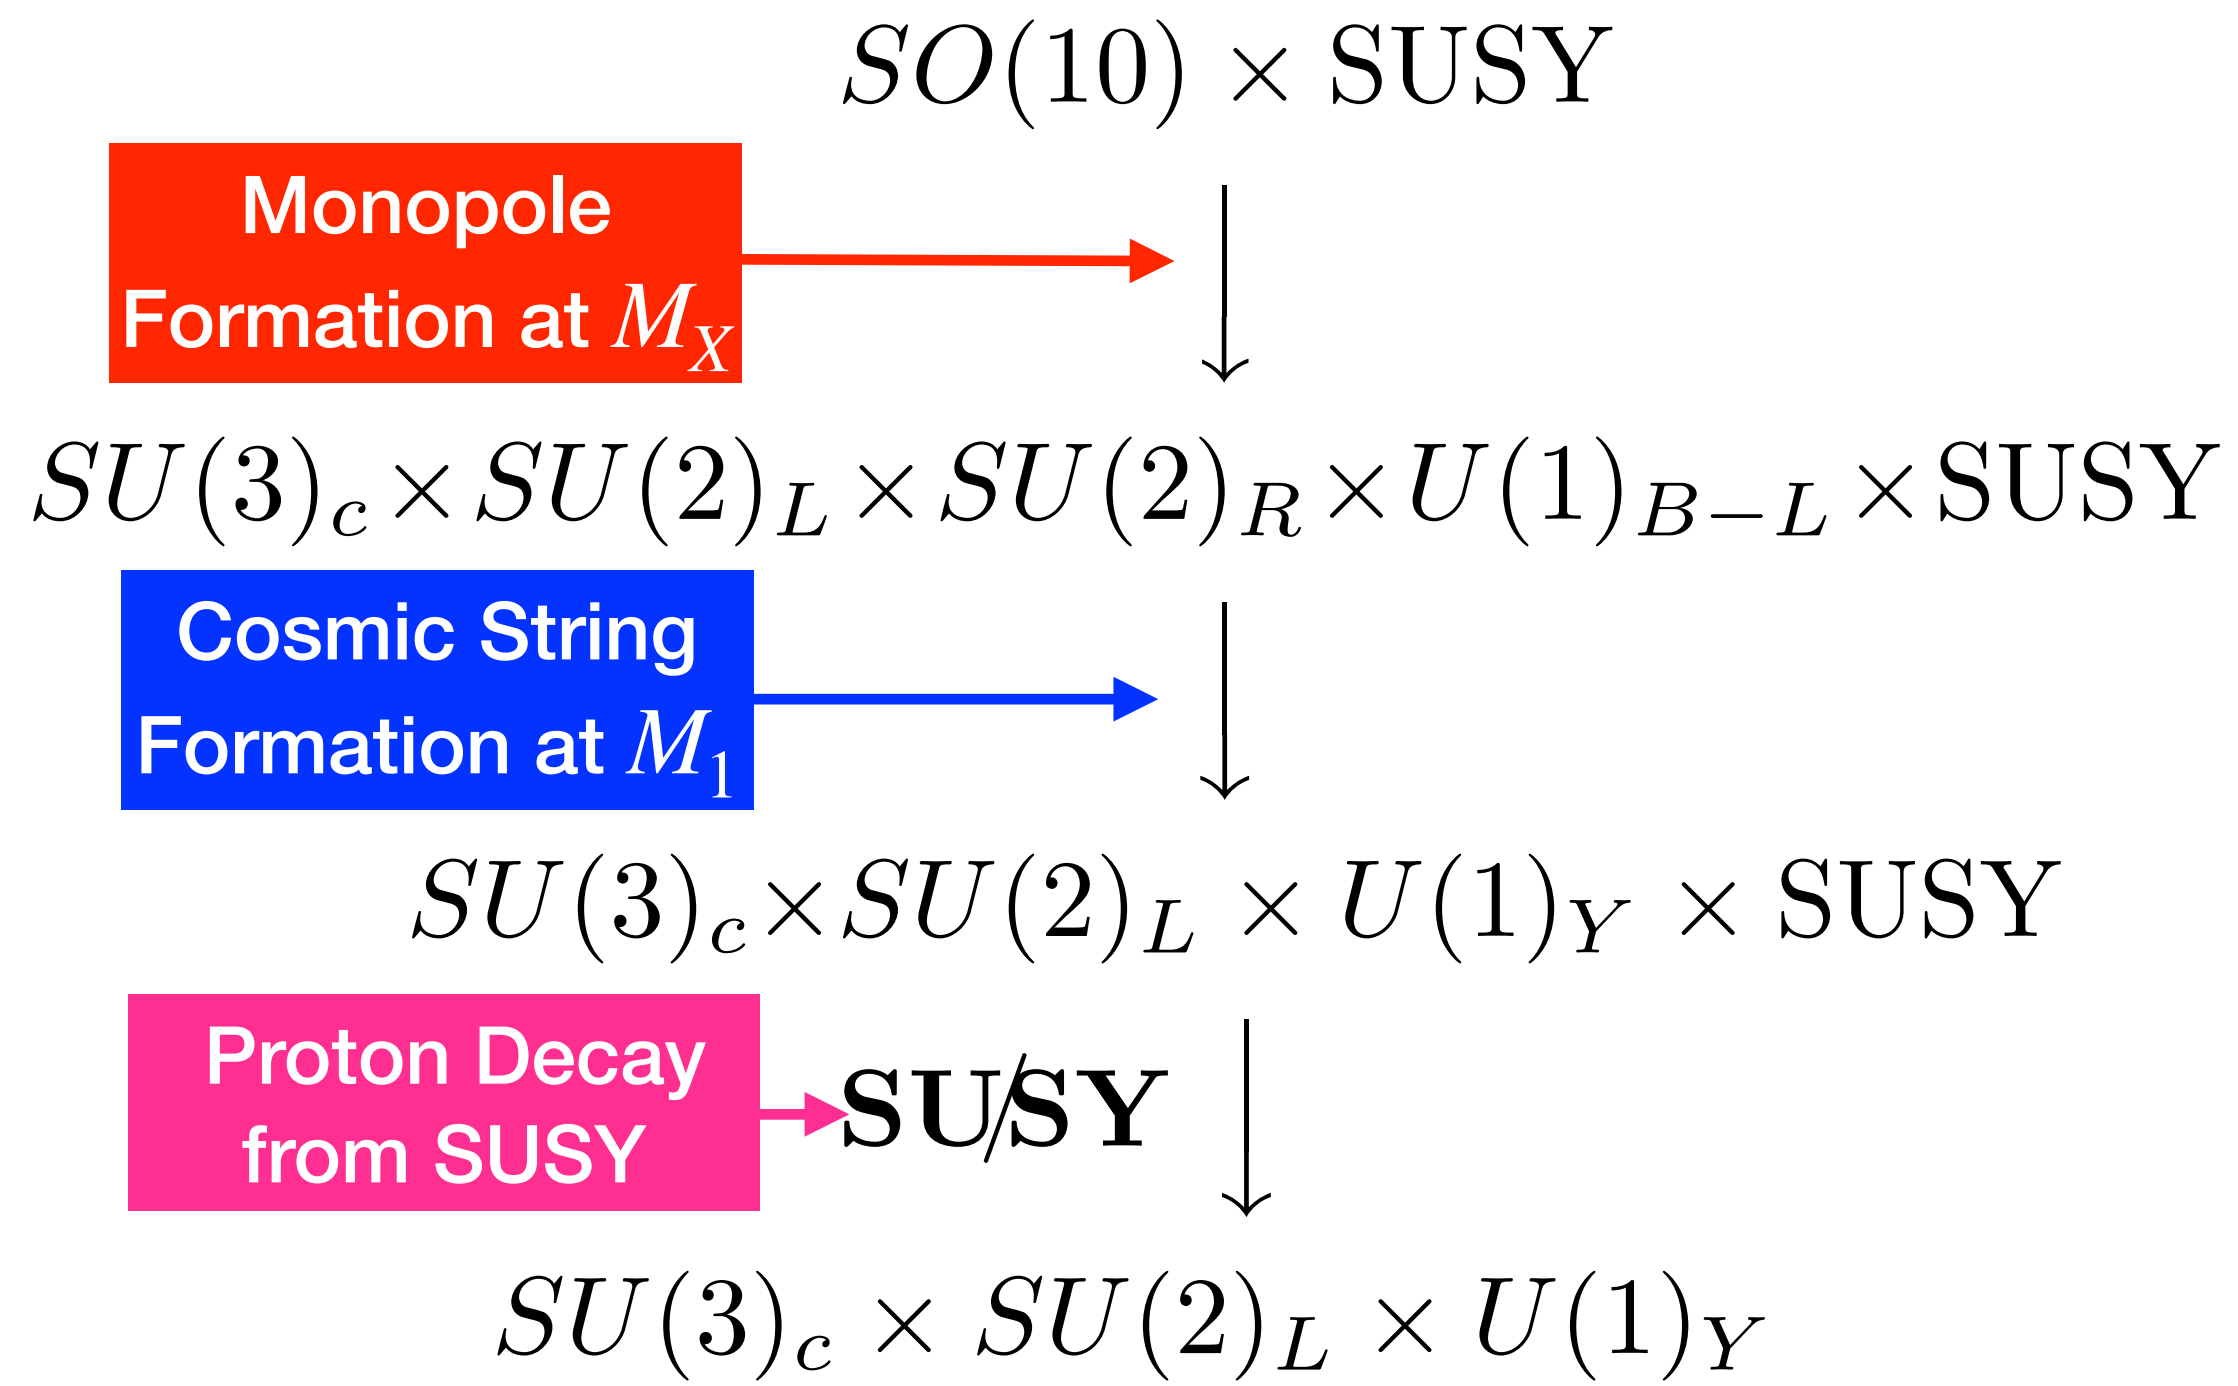 SO(10) × SUSY
Monopole
Formation at M_X
SU(3)_c × SU(2)_L × SU(2)_R × U(1)_{B−L} × SUSY
Cosmic String
Formation at M_1
SU(3)_c × SU(2)_L × U(1)_Y × SUSY
Proton Decay
from SUSY
SU/SY
SU(3)_c × SU(2)_L × U(1)_Y